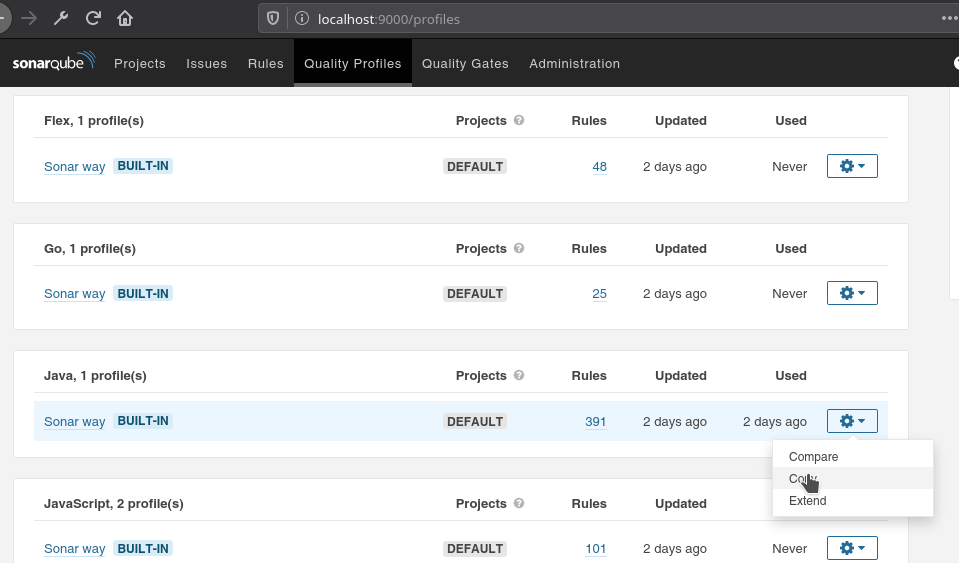 localhost:9000/profiles
sonarqube Projects Issues Rules Quality Profiles Quality Gates Administration
Flex, 1 profile(s) Projects ? Rules Updated Used
Sonar way BUILT-IN DEFAULT 48 2 days ago Never
Go, 1 profile(s) Projects ? Rules Updated Used
Sonar way BUILT-IN DEFAULT 25 2 days ago Never
Java, 1 profile(s) Projects ? Rules Updated Used
Sonar way BUILT-IN DEFAULT 391 2 days ago 2 days ago
Compare
Copy
Extend
JavaScript, 2 profile(s) Projects ? Rules Updated
Sonar way BUILT-IN DEFAULT 101 2 days ago Never